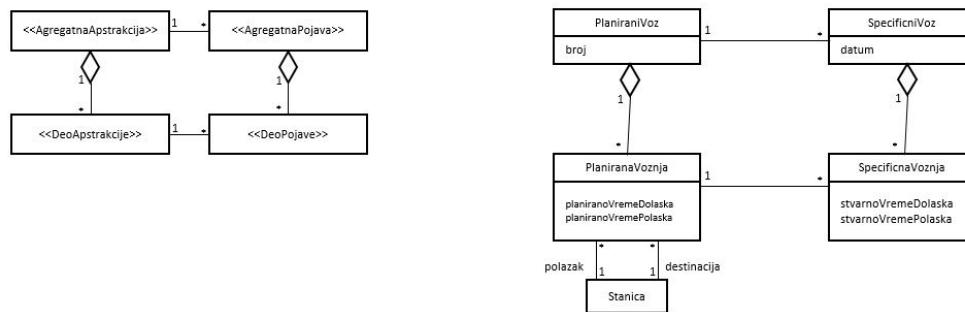 <<AgregatnaApstrakcija>>
1
*
<<AgregatnaPojava>>
1
1
*
*
<<DeoApstrakcije>>
1
*
<<DeoPojave>>
PlaniraniVoz
broj
1
*
SpecificniVoz
datum
1
1
*
*
PlaniranaVoznja
planiranoVremeDolaska
planiranoVremePolaska
1
*
SpecificnaVoznja
stvarnoVremeDolaska
stvarnoVremePolaska
*
*
polazak
1
1
destinacija
Stanica